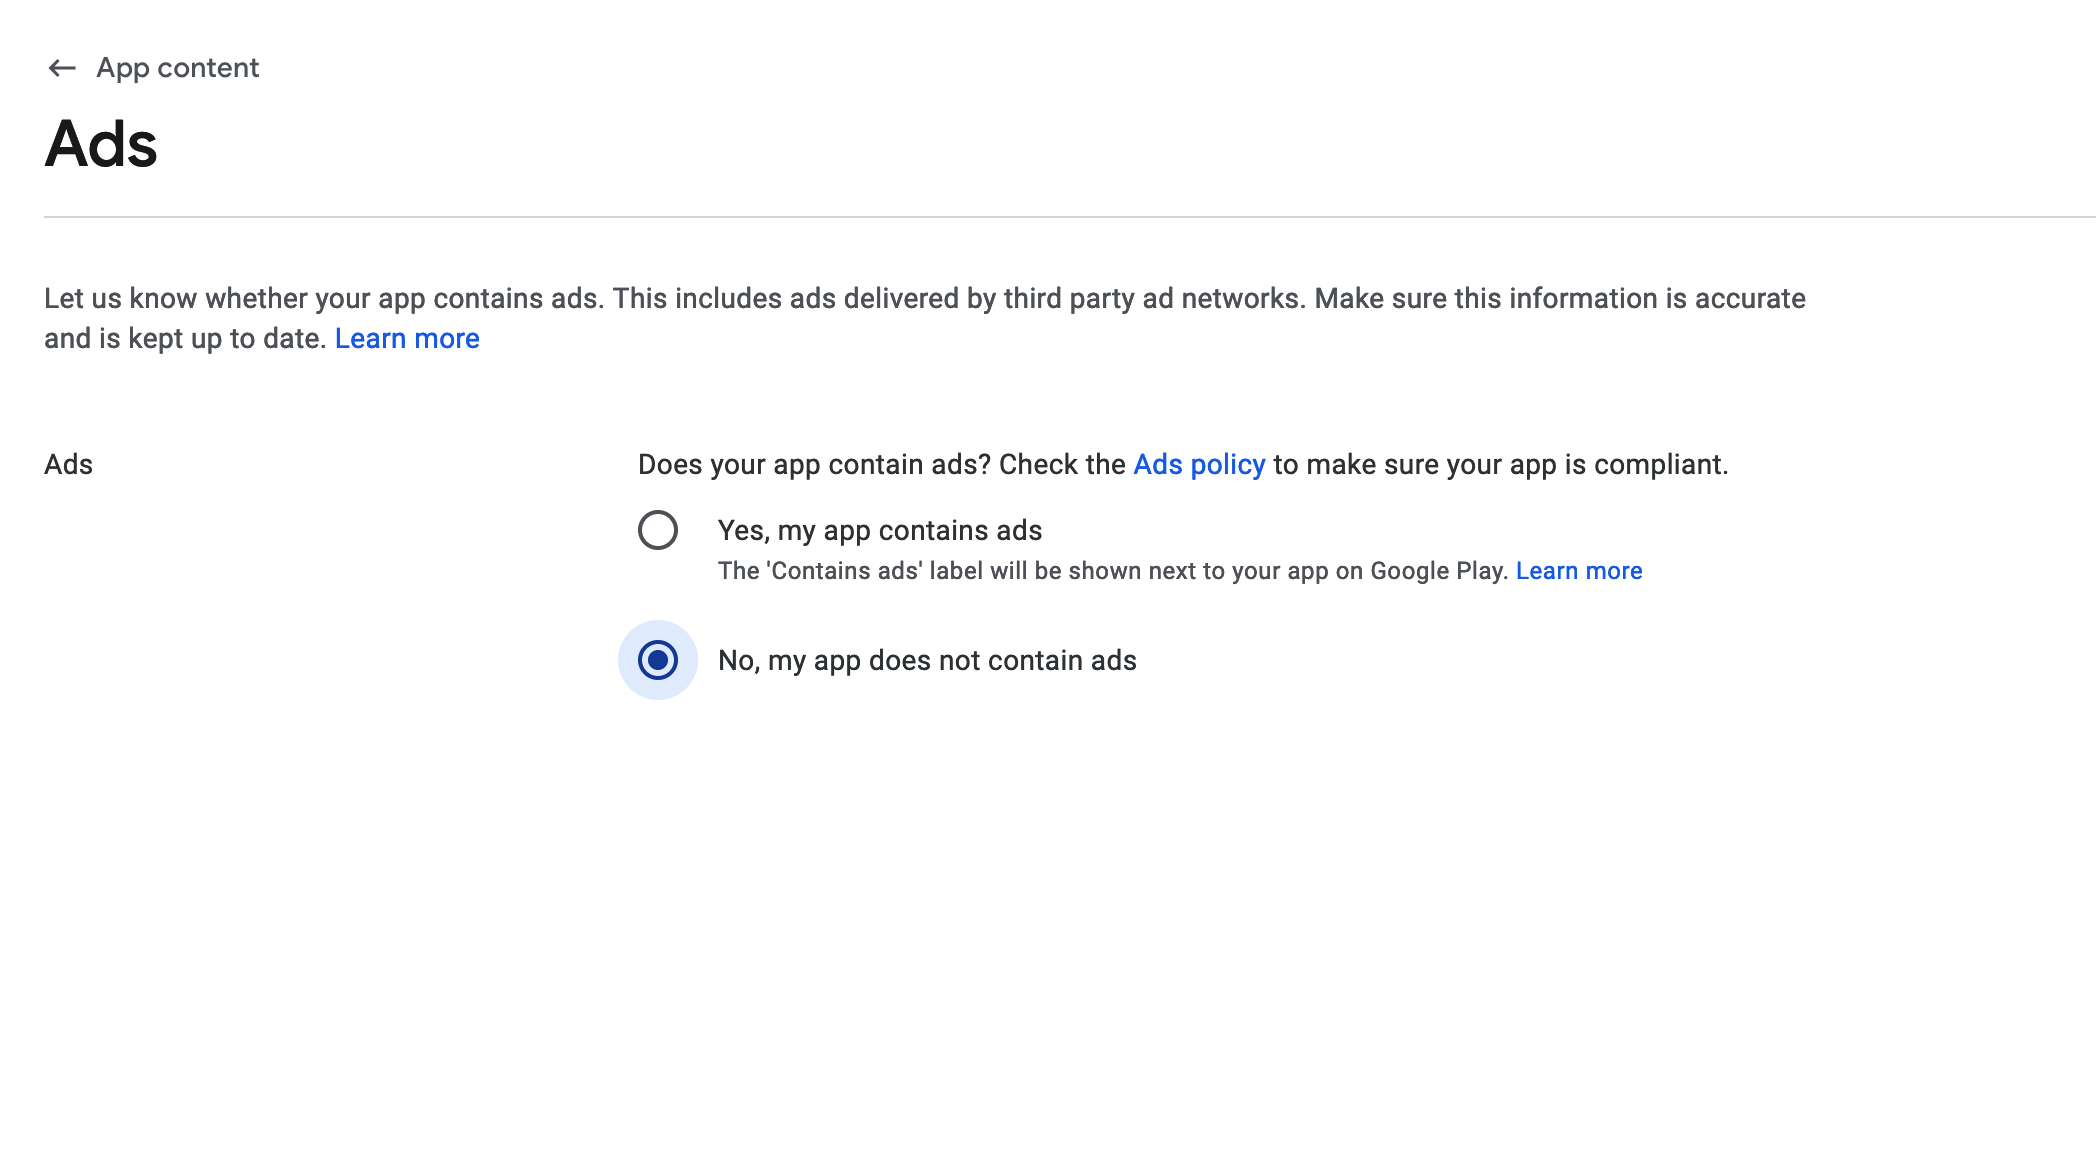 App content
Ads
Let us know whether your app contains ads. This includes ads delivered by third party ad networks. Make sure this information is accurate
and is kept up to date. Learn more
Ads
Does your app contain ads? Check the Ads policy to make sure your app is compliant.
Yes, my app contains ads
The 'Contains ads' label will be shown next to your app on Google Play. Learn more
No, my app does not contain ads